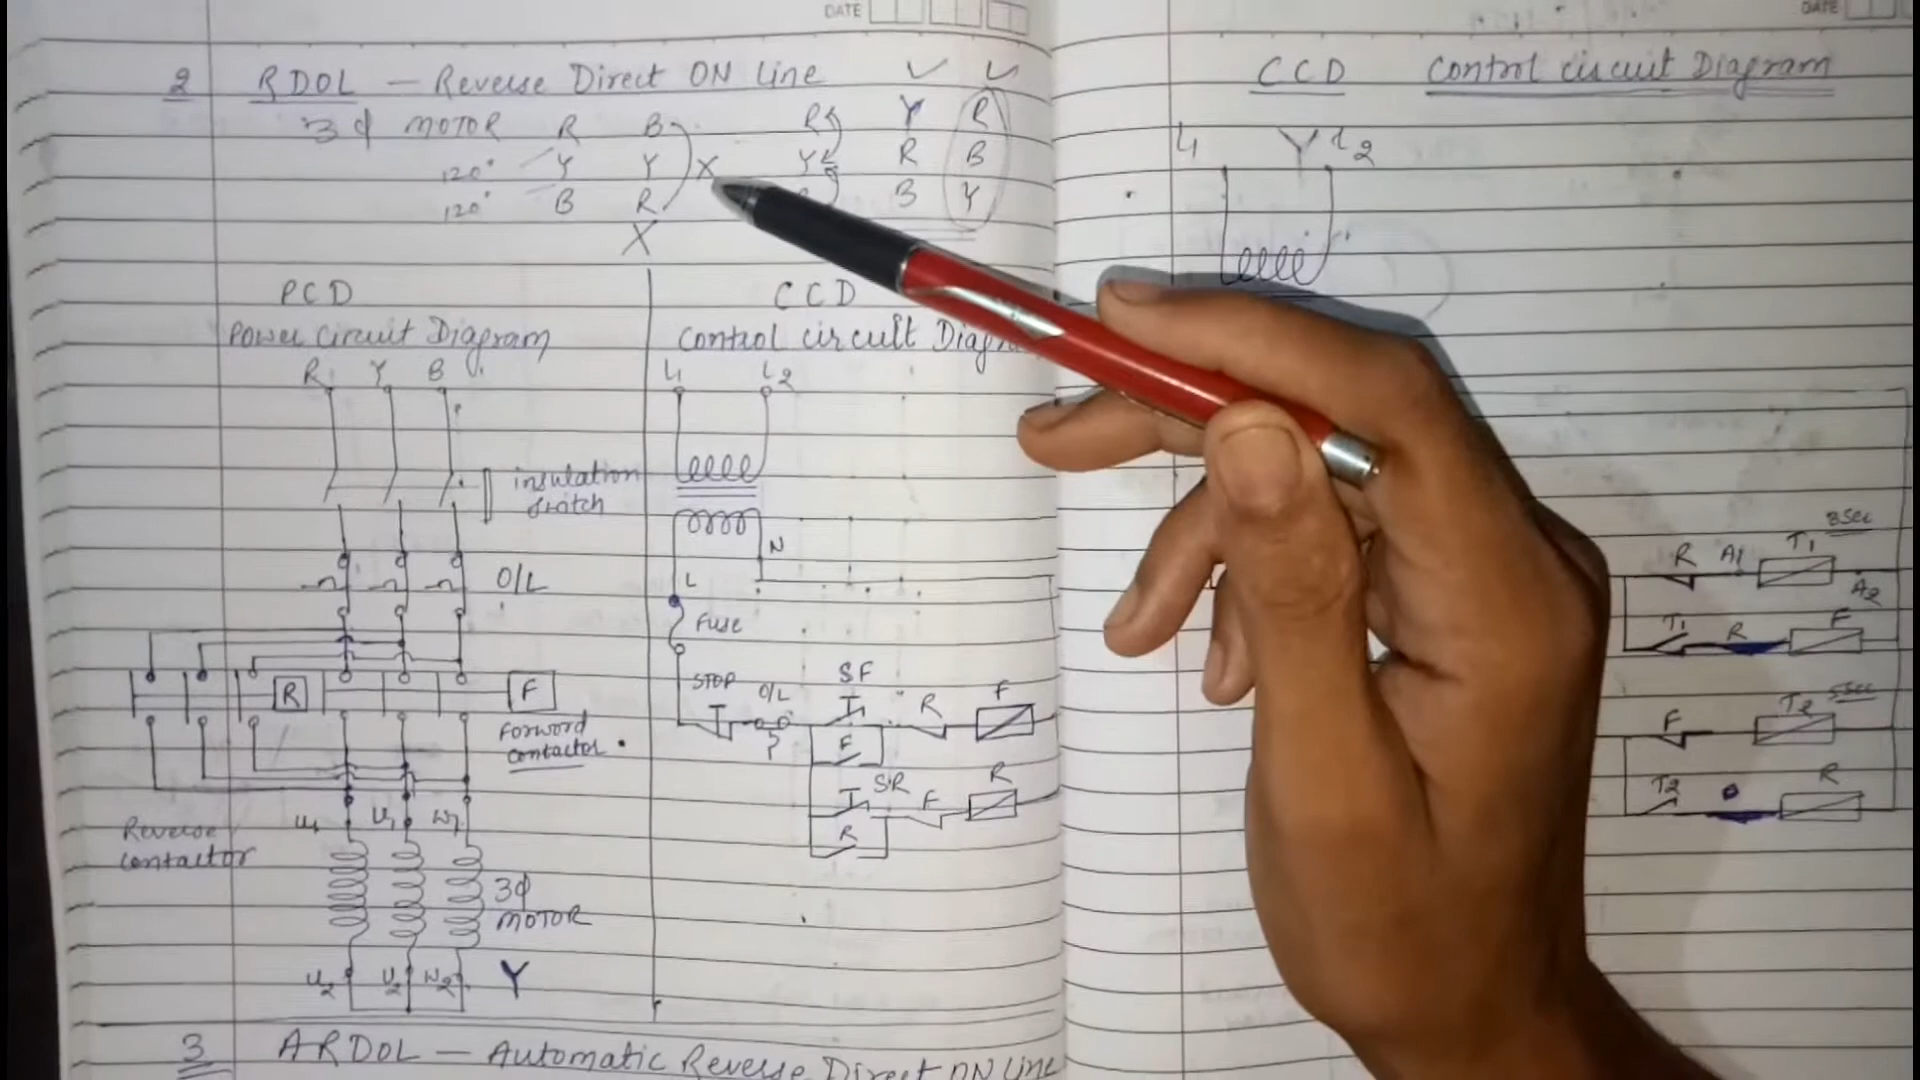 DATE
2 RDOL - Reverse Direct ON Line
3ϕ MOTOR R B R Y R
120° Y Y X Y R B
120° B R B Y
X
PCD
Power Circuit Diagram
R Y B
insulation
switch
O/L
R F
Forword
contactor
Reverse
Contactor
U1 V1 W1
3ϕ
MOTOR
U2 V2 W2 Y
CCD
Control circuit
L1 L2
N
L
Fuse
STOP O/L SF R F
F
SR F R
R
3 ARDOL - Automatic Reverse Direct ON Line
DATE
CCD Control circuit Diagram
L1 Y L2
3Sec
R A1 T1
A2
T1 R F
5Sec
F T2
T2 R